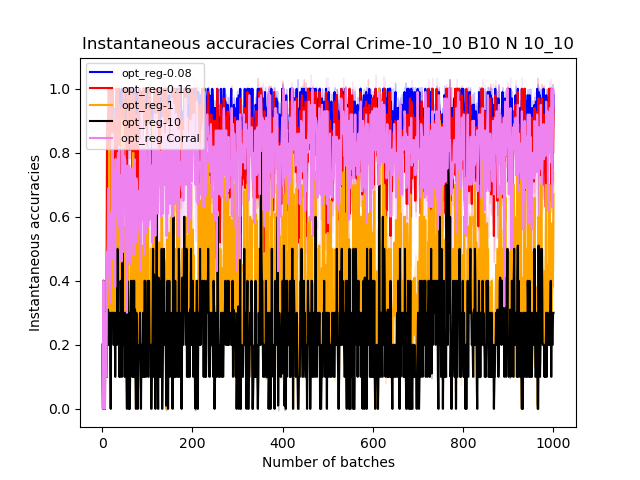 Instantaneous accuracies Corral Crime-10_10 B10 N 10_10
opt_reg-0.08
opt_reg-0.16
opt_reg-1
opt_reg-10
opt_reg Corral
Instantaneous accuracies
1.0
0.8
0.6
0.4
0.2
0.0
0 200 400 600 800 1000
Number of batches